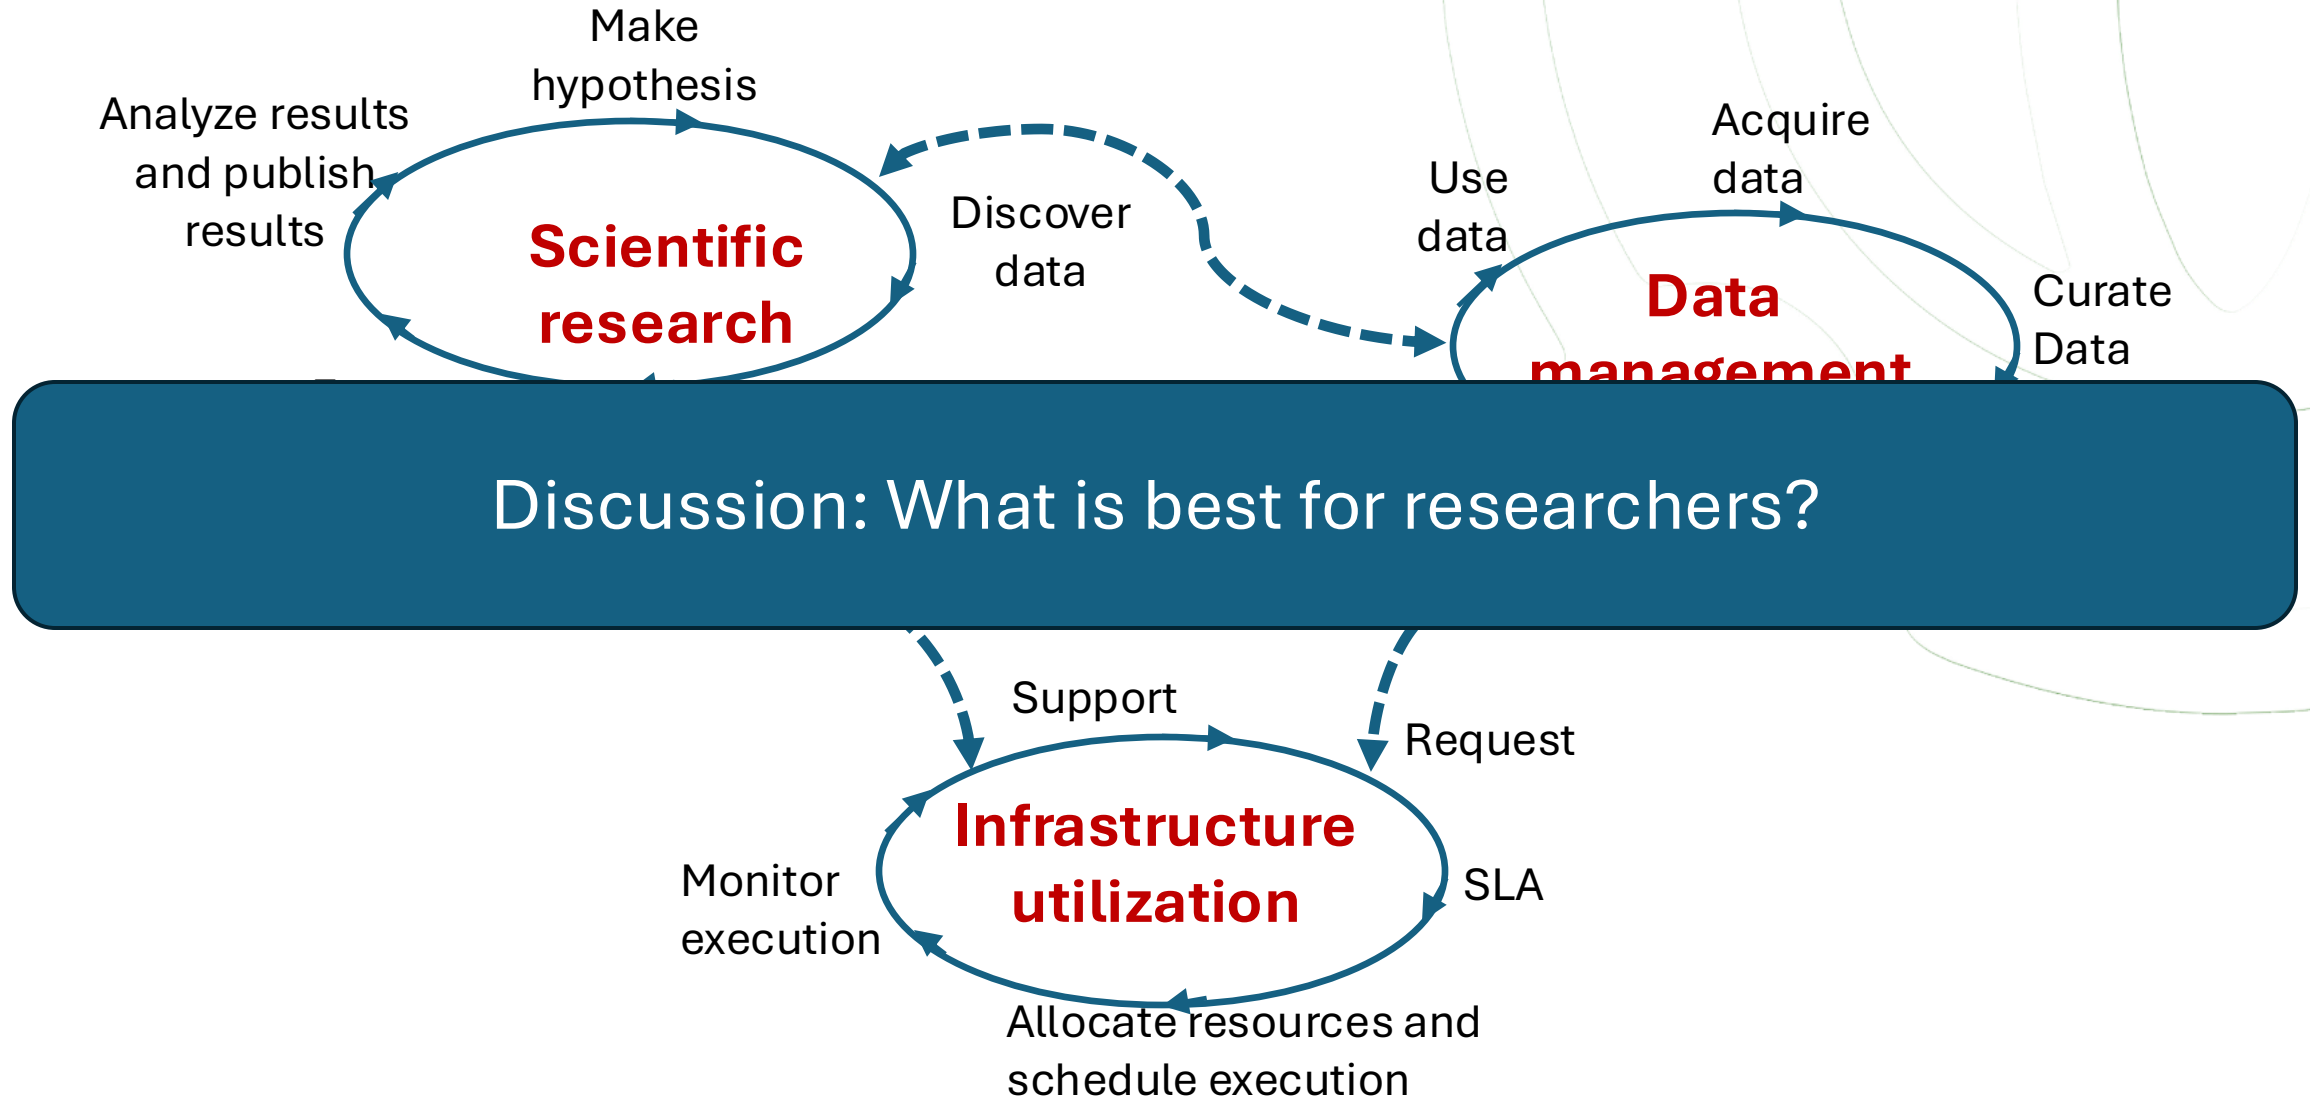 Make
hypothesis
Analyze results
and publish
results
Scientific
research
Discover
data
Use
data
Acquire
data
Curate
Data
Data
management
Discussion: What is best for researchers?
Support
Request
Infrastructure
utilization
SLA
Monitor
execution
Allocate resources and
schedule execution